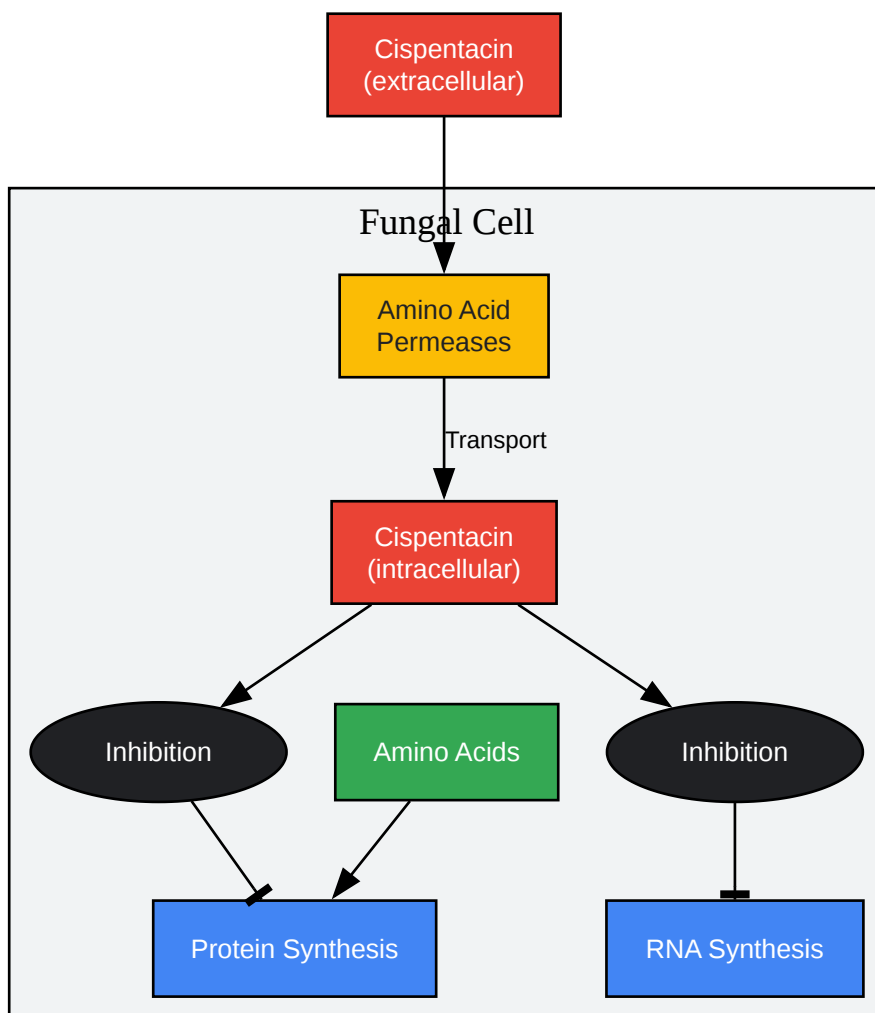 Cispentacin
(extracellular)
Fungal Cell
Amino Acid
Permeases
Transport
Cispentacin
(intracellular)
Inhibition
Amino Acids
Inhibition
Protein Synthesis
RNA Synthesis